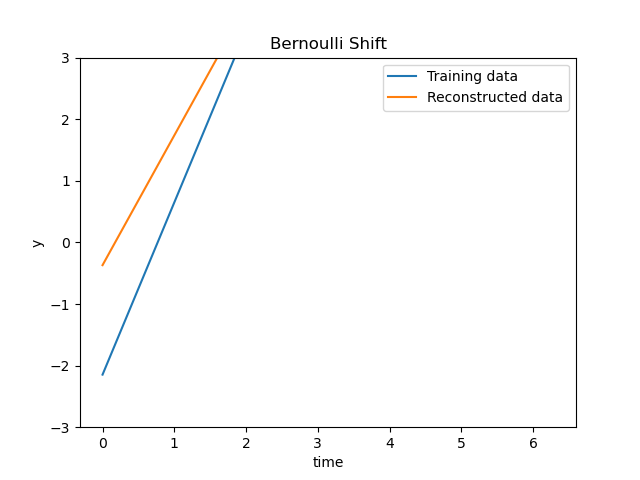 Bernoulli Shift
Training data
Reconstructed data
3
2
1
0
−1
−2
−3
y
0 1 2 3 4 5 6
time